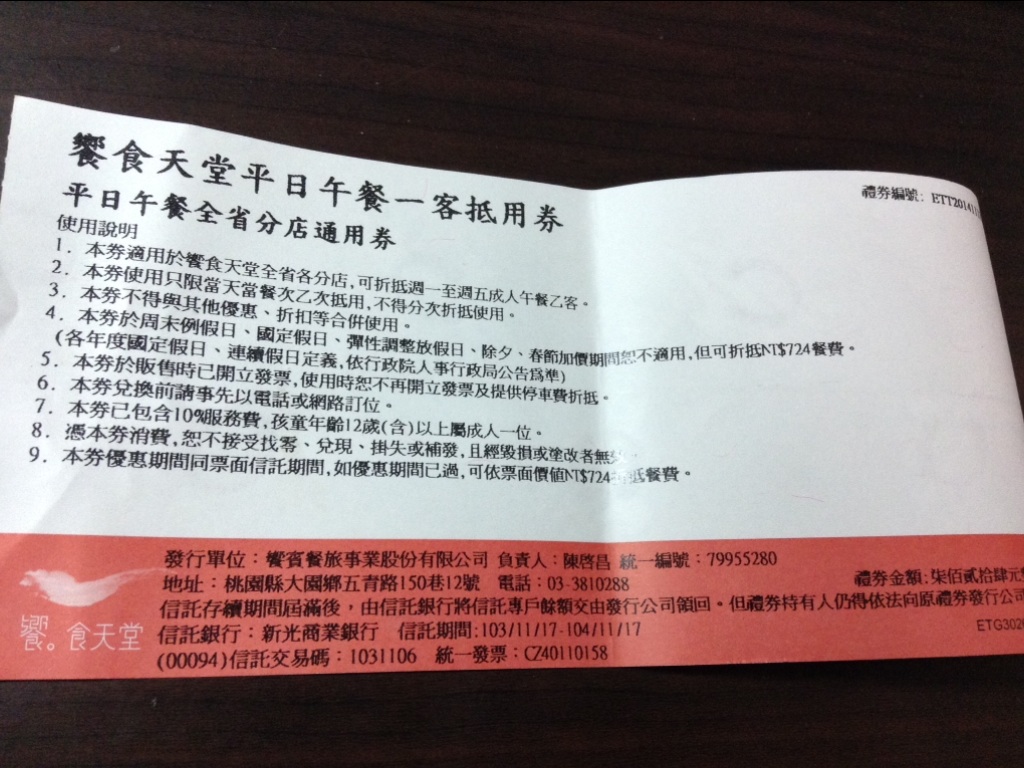 饗食天堂平日午餐一客抵用券
禮券編號: ETT201411
平日午餐全省分店通用券
使用說明
1. 本券適用於饗食天堂全省各分店,可折抵週一至週五成人午餐乙客。
2. 本券使用只限當天當餐次乙次抵用,不得分次折抵使用。
3. 本券不得與其他優惠、折扣等合併使用。
4. 本券於周末例假日、國定假日、彈性調整放假日、除夕、春節加價期間恕不適用,但可折抵NT$724餐費。
(各年度國定假日、連續假日定義,依行政院人事行政局公告為準)
5. 本券於販售時已開立發票,使用時恕不再開立發票及提供停車費折抵。
6. 本券兌換前請事先以電話或網路訂位。
7. 本券已包含10%服務費,孩童年齡12歲(含)以上屬成人一位。
8. 憑本券消費,恕不接受找零、兌現、掛失或補發,且經毀損或塗改者無
9. 本券優惠期間同票面信託期間,如優惠期間已過,可依票面價值NT$724折抵餐費。
發行單位:饗賓餐旅事業股份有限公司 負責人:陳啓昌 統一編號:79955280
地址:桃園縣大園鄉五青路150巷12號 電話:03-3810288
禮券金額:柒佰貳拾肆元
信託存續期間屆滿後,由信託銀行將信託專戶餘額交由發行公司領回。但禮券持有人仍得依法向原禮券發行公
信託銀行:新光商業銀行 信託期間:103/11/17-104/11/17
ETG302
(00094)信託交易碼:1031106 統一發票:CZ40110158
饗。食天堂